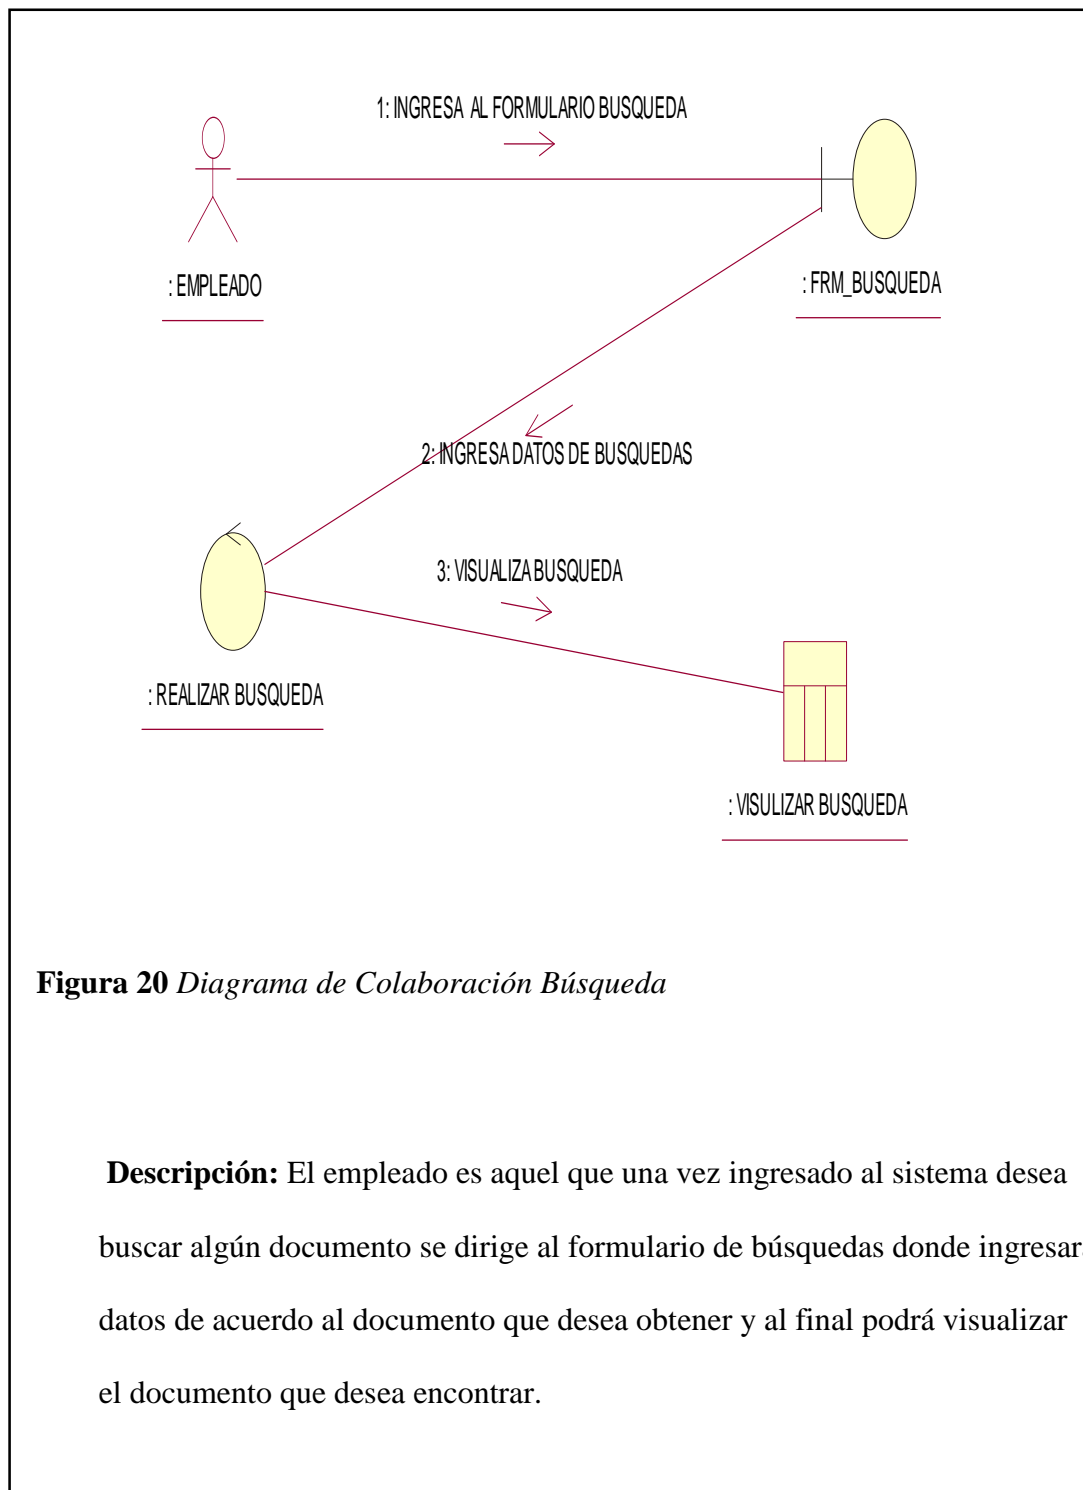 1: INGRESA AL FORMULARIO BUSQUEDA
: EMPLEADO
: FRM_BUSQUEDA
2: INGRESA DATOS DE BUSQUEDAS
3: VISUALIZA BUSQUEDA
: REALIZAR BUSQUEDA
: VISULIZAR BUSQUEDA
Figura 20 Diagrama de Colaboración Búsqueda
Descripción: El empleado es aquel que una vez ingresado al sistema desea
buscar algún documento se dirige al formulario de búsquedas donde
datos de acuerdo al documento que desea obtener y al final podrá visualizar
el documento que desea encontrar.